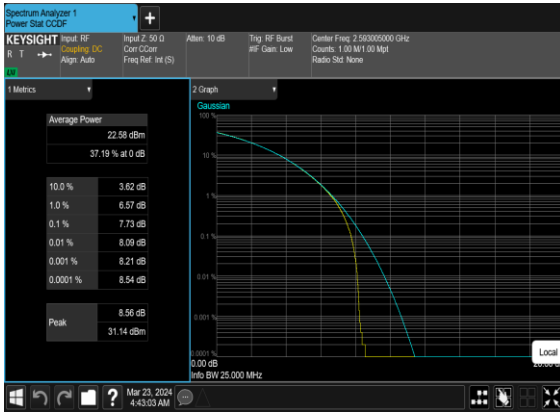 Spectrum Analyzer 1
Power Stat CCDF
+
KEYSIGHT
R T
LV
Input: RF
Coupling: DC
Align: Auto
Input Z: 50 Ω
Corr CCorr
Freq Ref: Int (S)
Atten: 10 dB
Trig: RF Burst
#IF Gain: Low
Center Freq: 2.593005000 GHz
Counts: 1.00 M/1.00 Mpt
Radio Std: None
1 Metrics
Average Power
22.58 dBm
37.19 % at 0 dB
10.0 % 3.62 dB
1.0 % 6.57 dB
0.1 % 7.73 dB
0.01 % 8.09 dB
0.001 % 8.21 dB
0.0001 % 8.54 dB
Peak
8.56 dB
31.14 dBm
2 Graph
Gaussian
100 %
10 %
1 %
0.1 %
0.01 %
0.001 %
0.0001 %
0.00 dB
Info BW 25.000 MHz
Local
?
Mar 23, 2024
4:43:03 AM